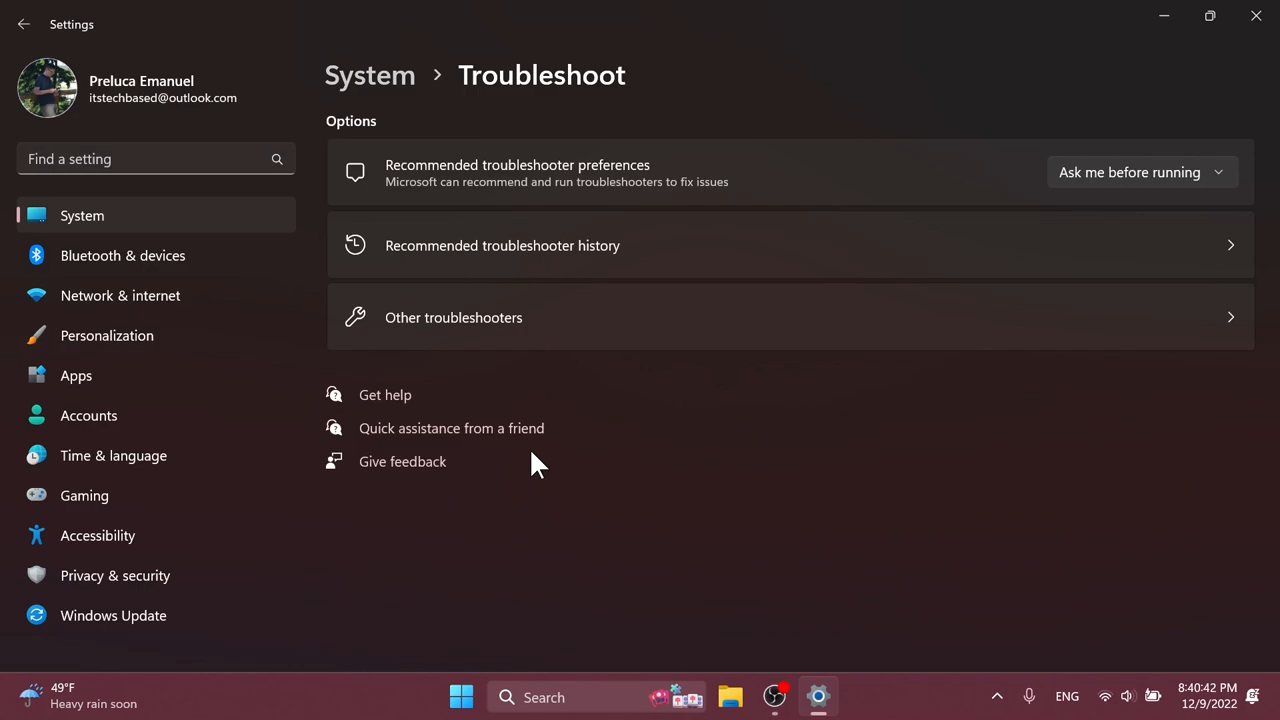 Settings
Preluca Emanuel
itstechbased@outlook.com
Find a setting
System
Bluetooth & devices
Network & internet
Personalization
Apps
Accounts
Time & language
Gaming
Accessibility
Privacy & security
Windows Update
System > Troubleshoot
Options
Recommended troubleshooter preferences
Microsoft can recommend and run troubleshooters to fix issues
Ask me before running
Recommended troubleshooter history
Other troubleshooters
Get help
Quick assistance from a friend
Give feedback
49°F
Heavy rain soon
Search
ENG
8:40:42 PM
12/9/2022